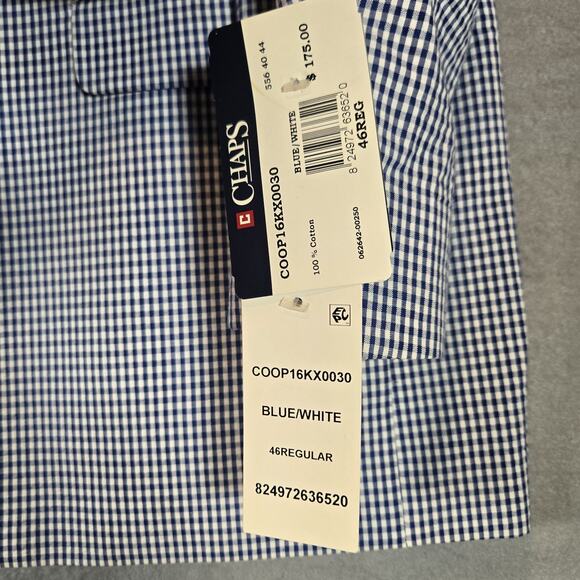 CHAPS
COOP16KX0030
100 % Cotton
556 40 44
BLUE/WHITE
$ 175.00
8 24972 63652 0
46REG
062642-00250
COOP16KX0030
BLUE/WHITE
46REGULAR
824972636520